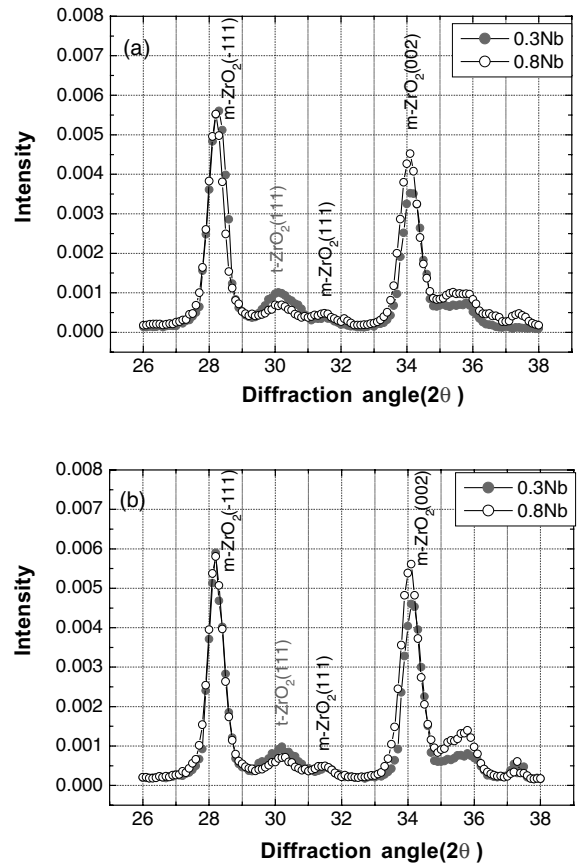 (a)
0.3Nb
0.8Nb
m-ZrO₂(-111)
t-ZrO₂(111)
m-ZrO₂(111)
m-ZrO₂(002)
Intensity
0.008
0.007
0.006
0.005
0.004
0.003
0.002
0.001
0.000
26 28 30 32 34 36 38
Diffraction angle(2θ )
(b)
0.3Nb
0.8Nb
m-ZrO₂(-111)
t-ZrO₂(111)
m-ZrO₂(111)
m-ZrO₂(002)
Intensity
0.008
0.007
0.006
0.005
0.004
0.003
0.002
0.001
0.000
26 28 30 32 34 36 38
Diffraction angle(2θ )